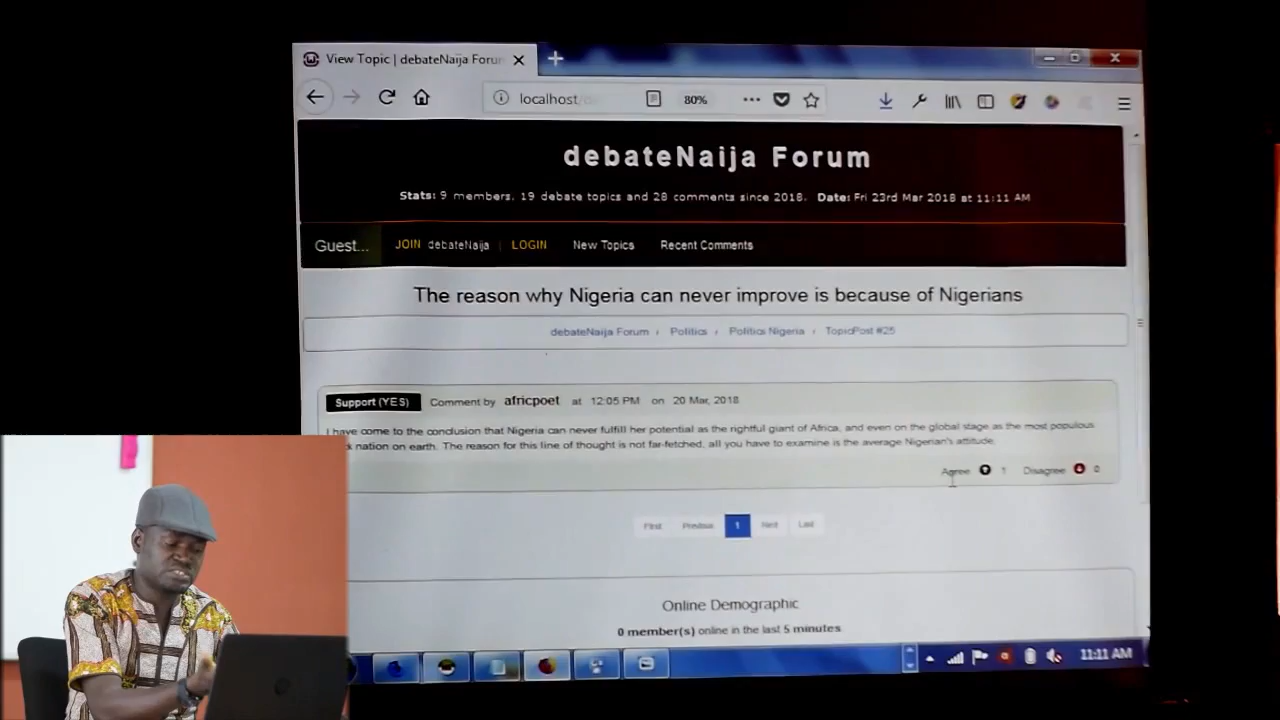 View Topic | debateNaija Foru
localhost/d
80%
debateNaija Forum
Stats: 9 members, 19 debate topics and 28 comments since 2018. Date: Fri 23rd Mar 2018 at 11:11 AM
Guest... JOIN debateNaija | LOGIN New Topics Recent Comments
The reason why Nigeria can never improve is because of Nigerians
debateNaija Forum / Politics / Politics Nigeria / TopicPost #25
Support (YES) Comment by africpoet at 12:05 PM on 20 Mar, 2018
I have come to the conclusion that Nigeria can never fulfill her potential as the rightful giant of Africa, and even on the global stage as the most populous
nation on earth. The reason for this line of thought is not far-fetched, all you have to examine is the average Nigerian's attitude.
Agree 1 Disagree 0
First Previous 1 Next Last
Online Demographic
0 member(s) online in the last 5 minutes
11:11 AM